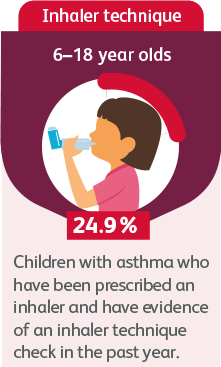 Inhaler technique
6–18 year olds
24.9%
Children with asthma who
have been prescribed an
inhaler and have evidence
of an inhaler technique
check in the past year.